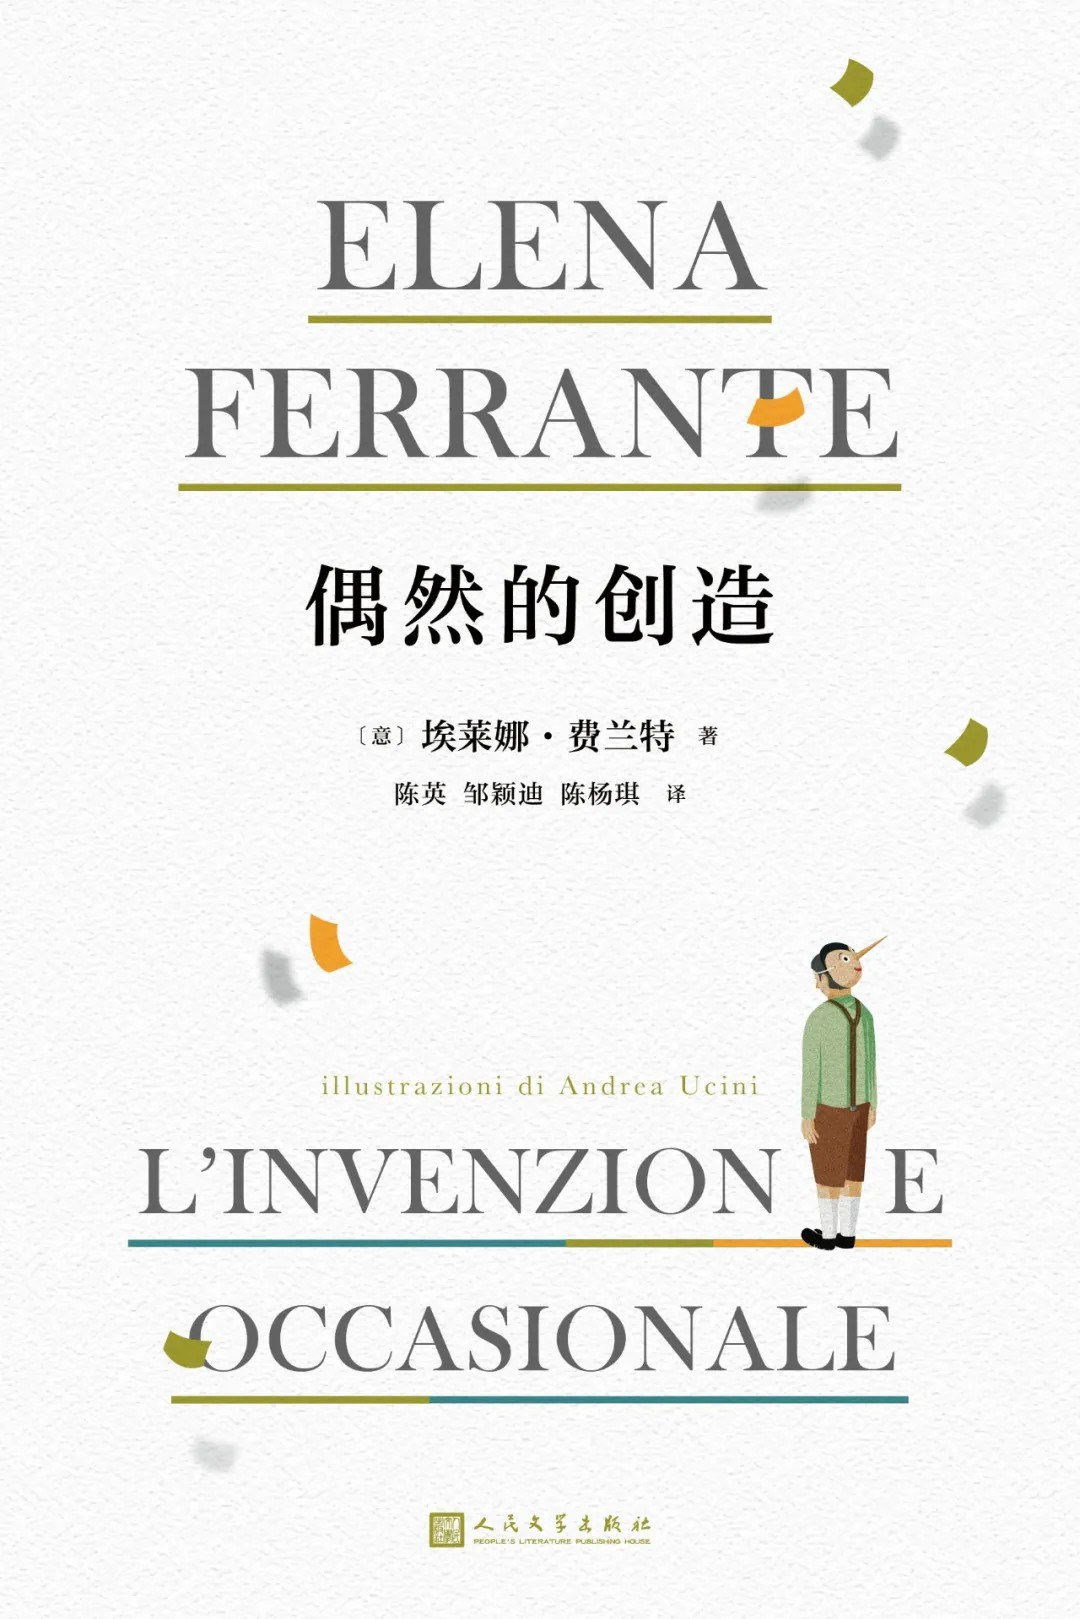 ELENA
FERRANTE
偶然的创造
〔意〕埃莱娜·费兰特 著
陈英 邹颖迪 陈杨琪 译
illustrazioni di Andrea Ucini
L’INVENZIONE
OCCASIONALE
人民文学出版社
PEOPLE'S LITERATURE PUBLISHING HOUSE